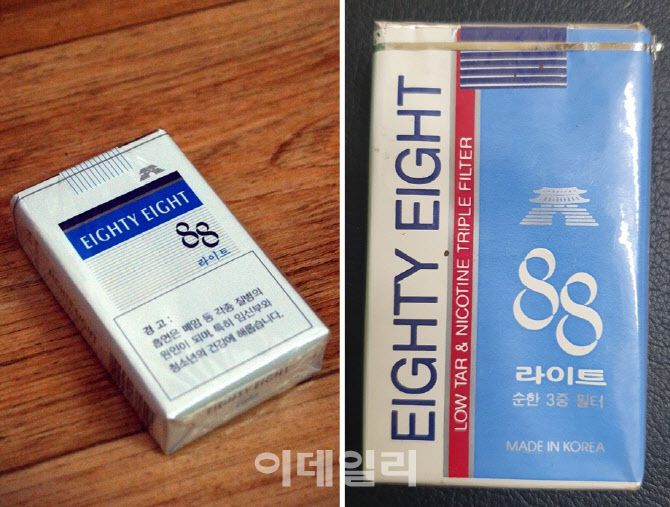 EIGHTY EIGHT
88
라이트
경 고 :
흡연은 폐암 등 각종 질병의
원인이 되며, 특히 임신부와
청소년의 건강에 해롭습니다.
EIGHTY EIGHT
EIGHTY EIGHT
LOW TAR & NICOTINE TRIPLE FILTER
88
라이트
순한 3중 필터
MADE IN KOREA
이데일리